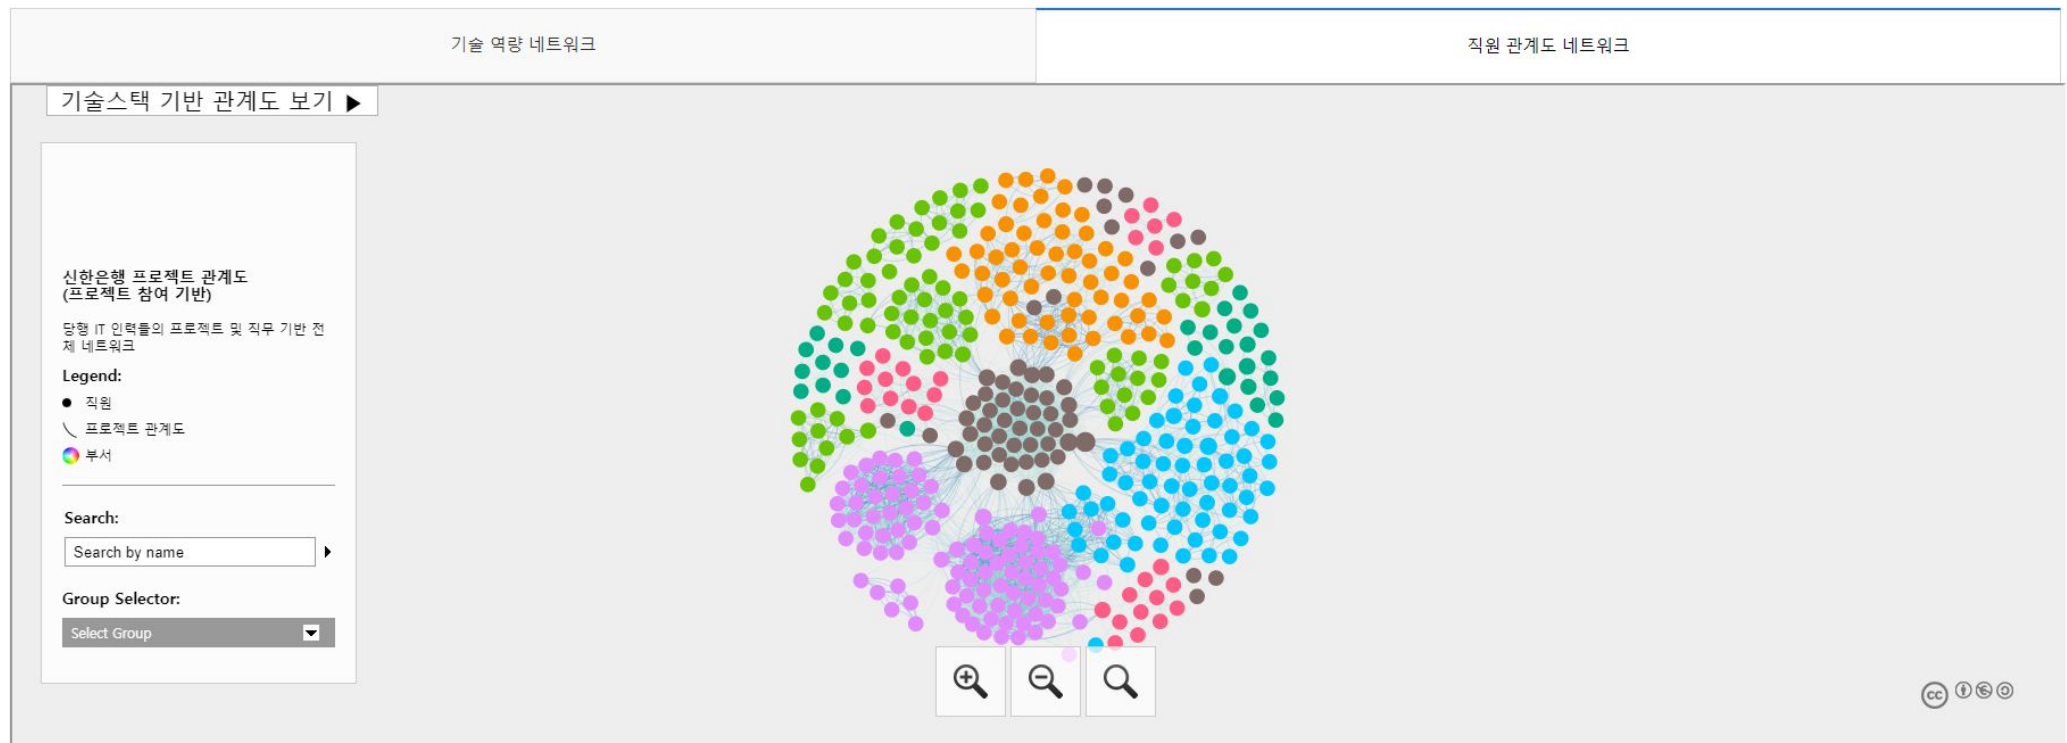 기술 역량 네트워크
직원 관계도 네트워크
기술스택 기반 관계도 보기 ▶
신한은행 프로젝트 관계도
(프로젝트 참여 기반)
당행 IT 인력들의 프로젝트 및 직무 기반 전
체 네트워크
Legend:
직원
프로젝트 관계도
부서
Search:
Search by name
Group Selector:
Select Group
cc